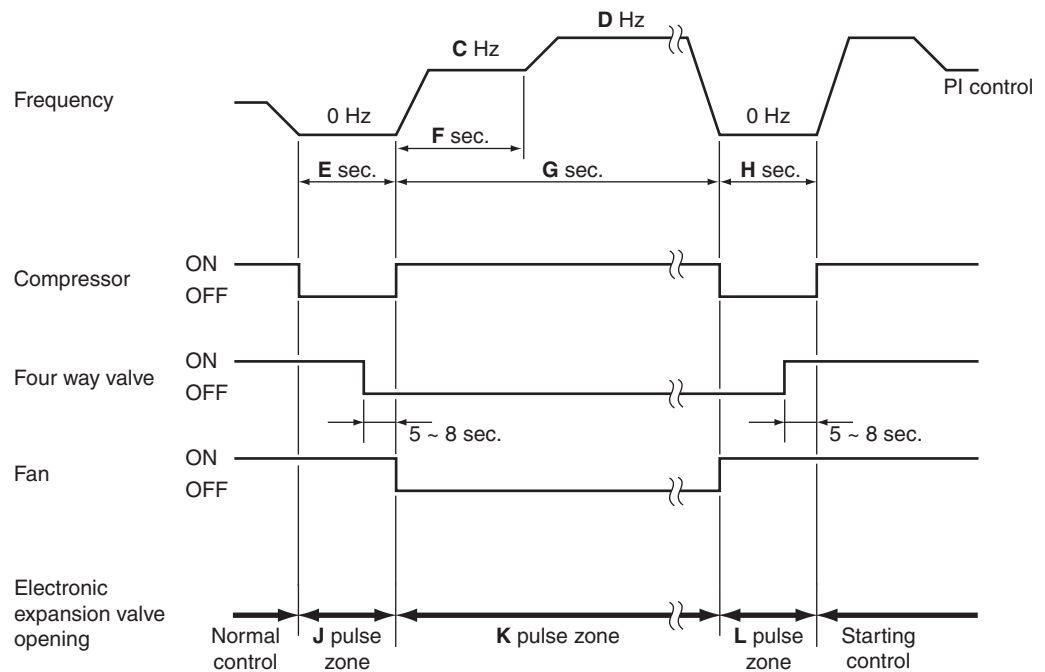 D Hz
C Hz
Frequency
PI control
0 Hz
0 Hz
F sec.
E sec.
G sec.
H sec.
ON
Compressor
OFF
ON
Four way valve
OFF
5 ~ 8 sec.
5 ~ 8 sec.
ON
Fan
OFF
Electronic
expansion valve
opening
Normal
control
J pulse
zone
K pulse zone
L pulse
zone
Starting
control